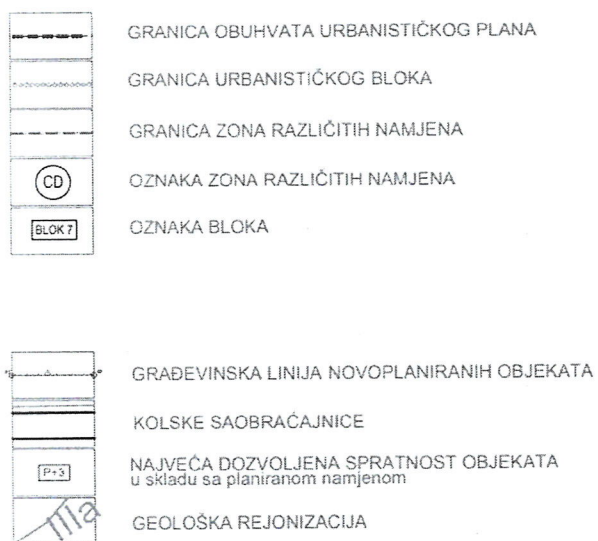 GRANICA OBUHVATA URBANISTIČKOG PLANA
GRANICA URBANISTIČKOG BLOKA
GRANICA ZONA RAZLIČITIH NAMJENA
CD
OZNAKA ZONA RAZLIČITIH NAMJENA
BLOK 7
OZNAKA BLOKA
GRAĐEVINSKA LINIJA NOVOPLANIRANIH OBJEKATA
KOLSKE SAOBRAĆAJNICE
P+3
NAJVEĆA DOZVOLJENA SPRATNOST OBJEKATA
u skladu sa planiranom namjenom
IIIa
GEOLOŠKA REJONIZACIJA